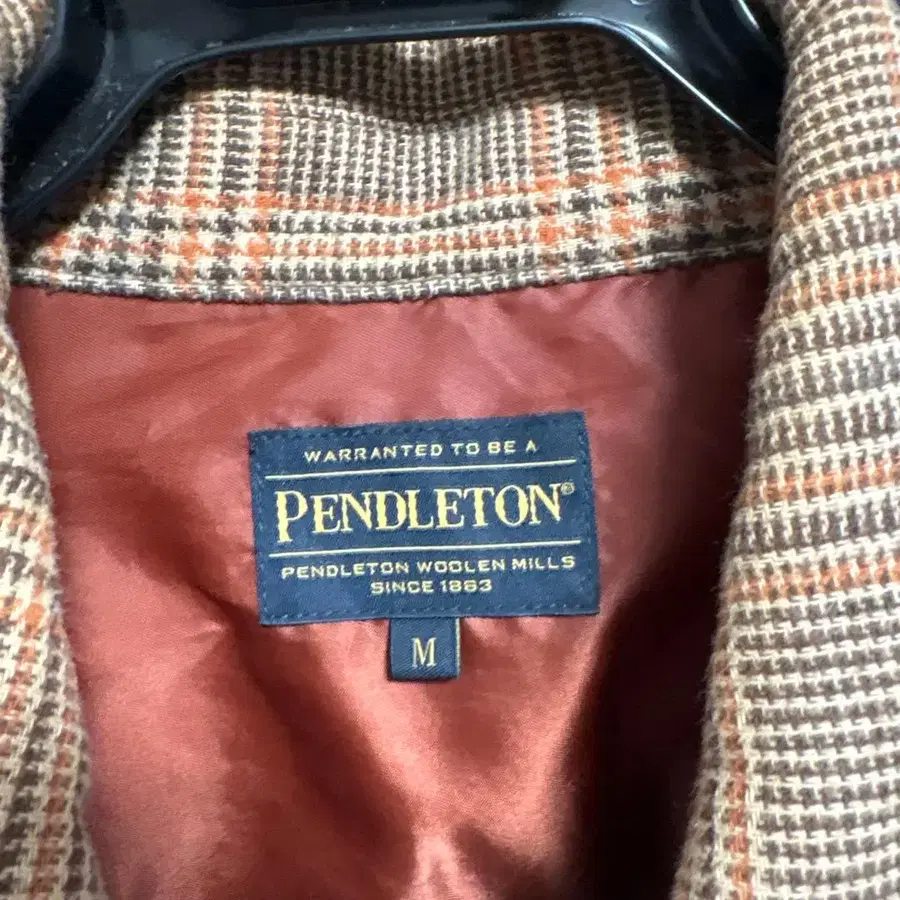 WARRANTED TO BE A
PENDLETON®
PENDLETON WOOLEN MILLS
SINCE 1863
M